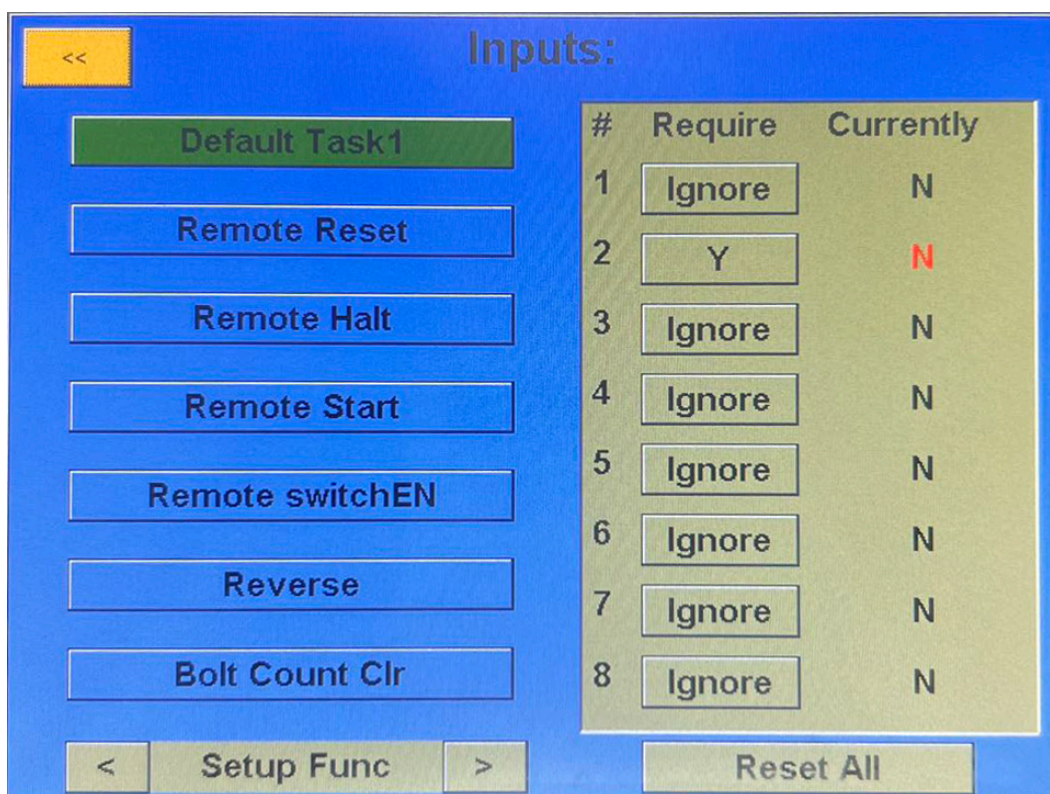 <<
Inputs:
Default Task1
Remote Reset
Remote Halt
Remote Start
Remote switchEN
Reverse
Bolt Count Clr
< Setup Func >
# Require Currently
1 Ignore N
2 Y N
3 Ignore N
4 Ignore N
5 Ignore N
6 Ignore N
7 Ignore N
8 Ignore N
Reset All